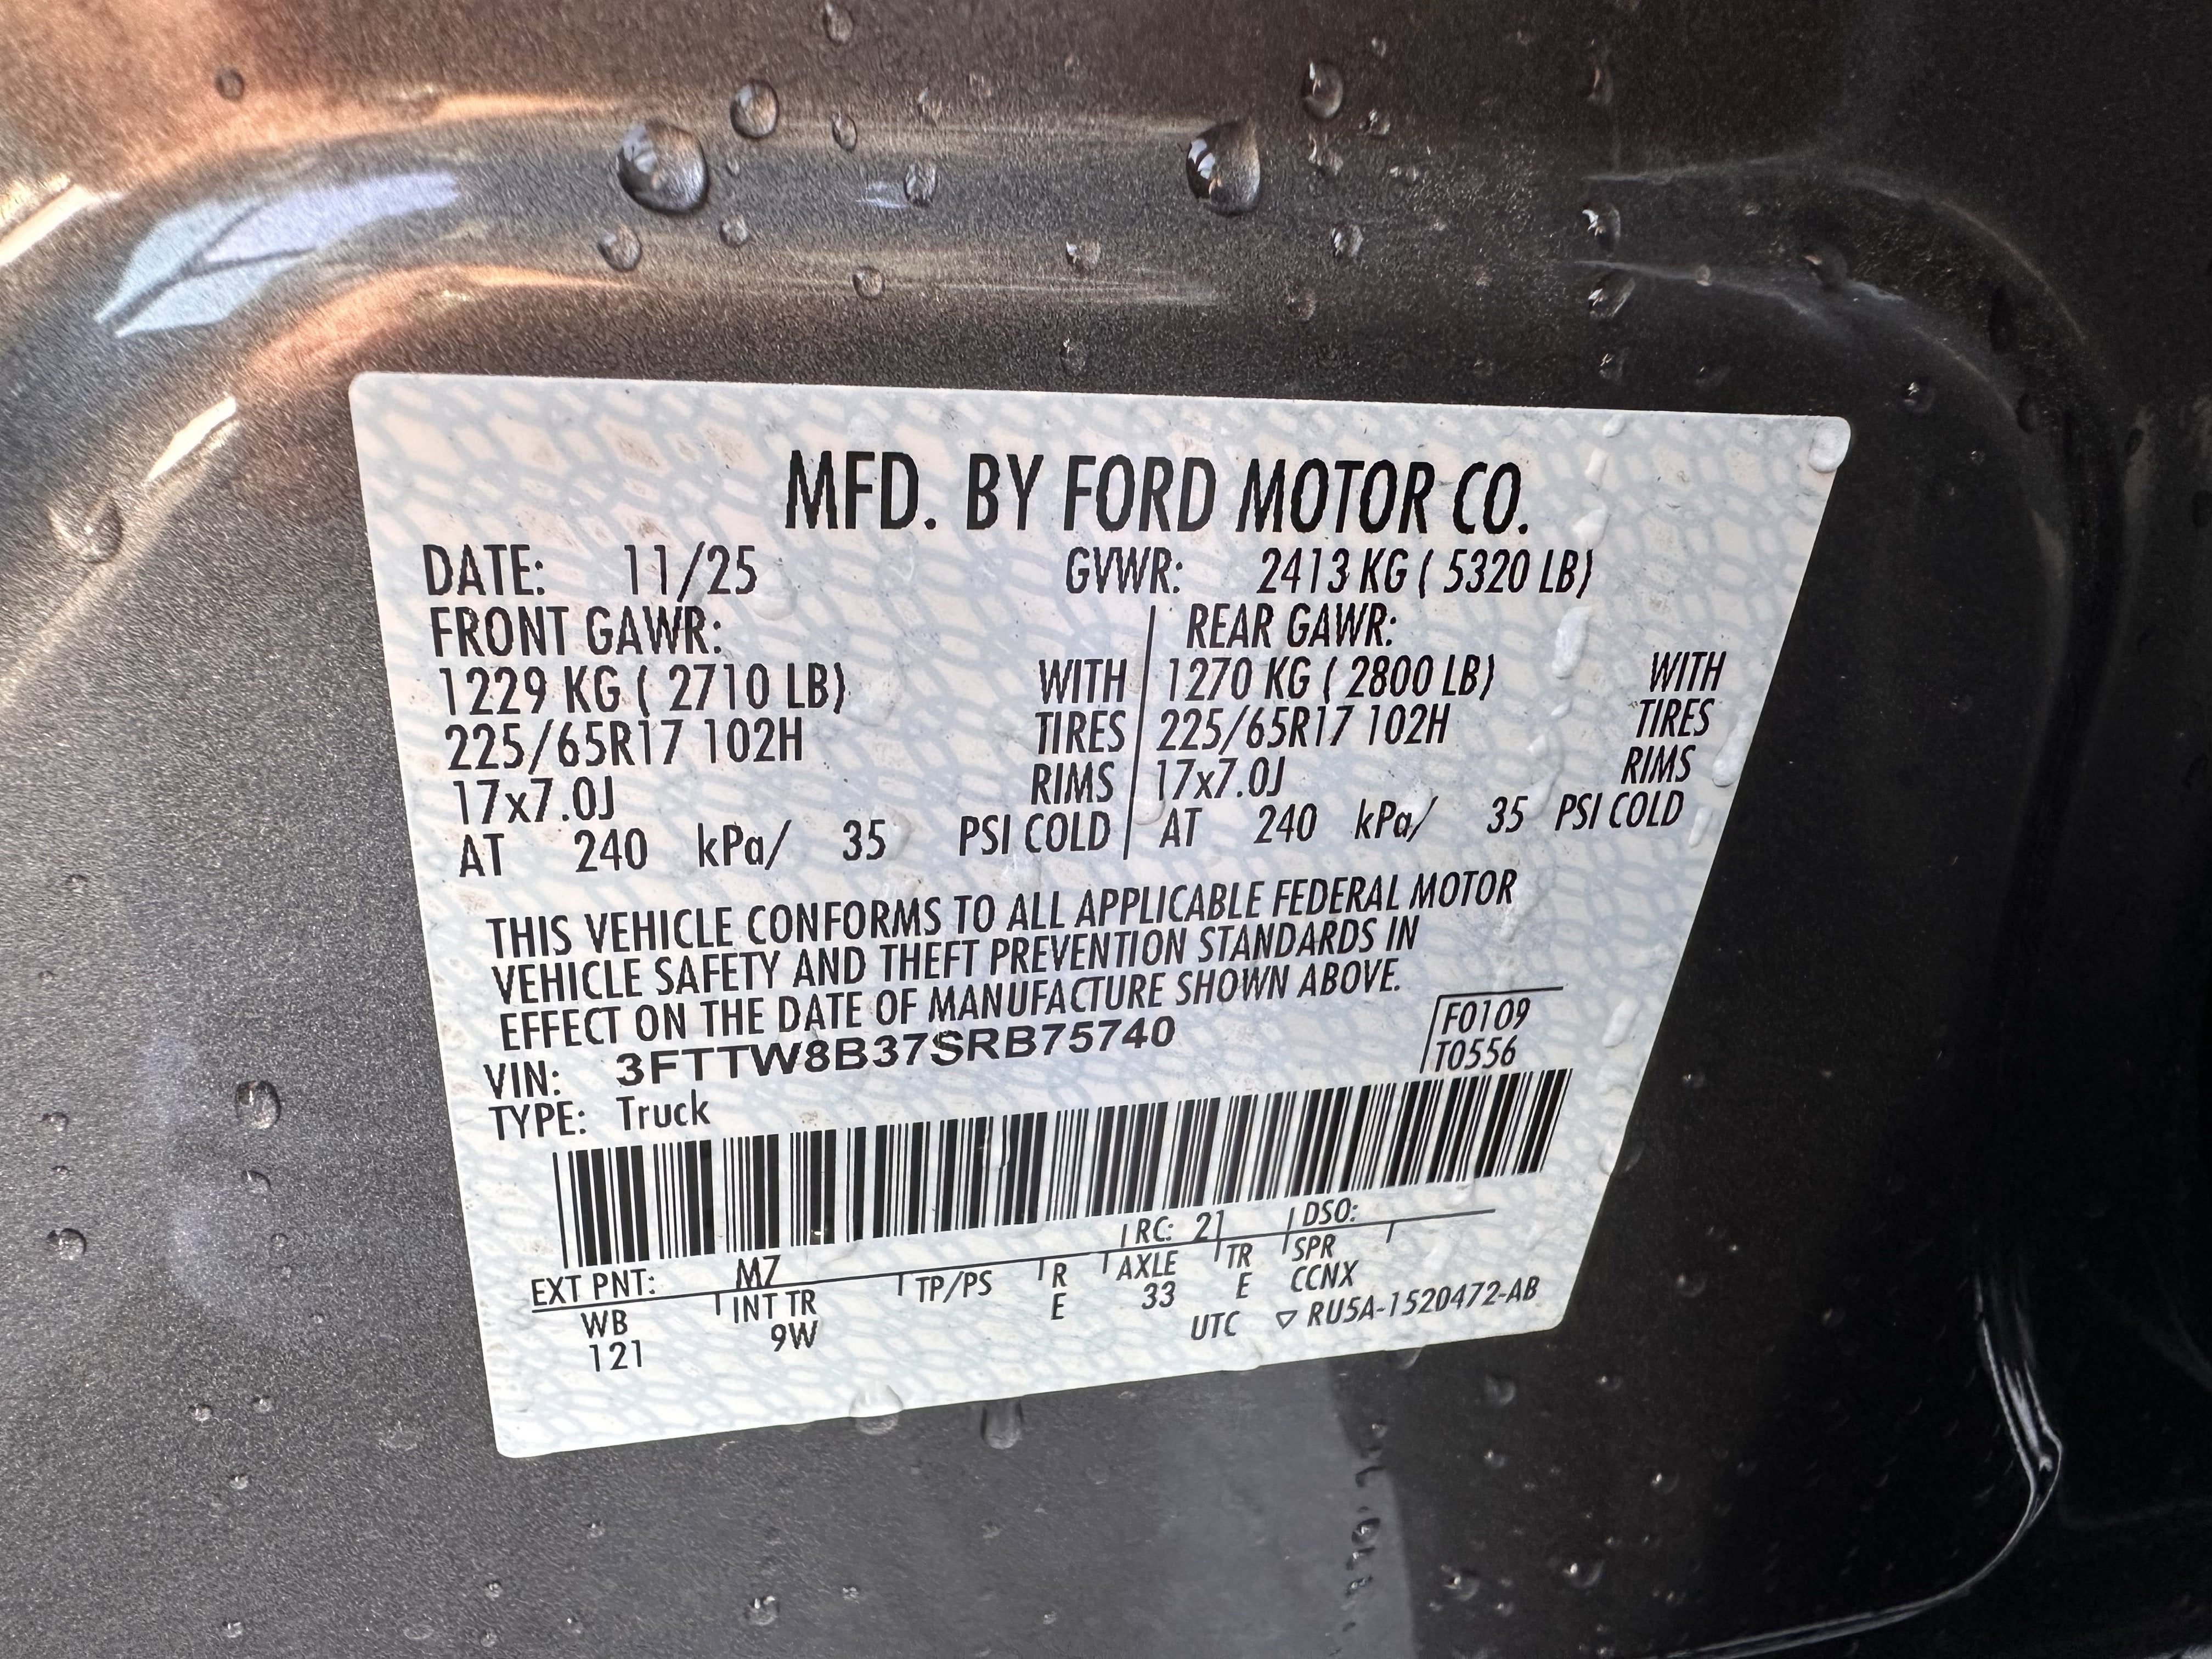 MFD. BY FORD MOTOR CO.
DATE: 11/25 GVWR: 2413 KG ( 5320 LB)
FRONT GAWR: REAR GAWR:
1229 KG ( 2710 LB) WITH 1270 KG ( 2800 LB) WITH
225/65R17 102H TIRES 225/65R17 102H TIRES
17x7.0J RIMS 17x7.0J RIMS
AT 240 kPa/ 35 PSI COLD AT 240 kPa/ 35 PSI COLD
THIS VEHICLE CONFORMS TO ALL APPLICABLE FEDERAL MOTOR
VEHICLE SAFETY AND THEFT PREVENTION STANDARDS IN
EFFECT ON THE DATE OF MANUFACTURE SHOWN ABOVE.
F0109
VIN: 3FTTW8B37SRB75740 T0556
TYPE: Truck
EXT PNT: M7 RC: 21 DSO:
WB INT TR TP/PS R AXLE TR SPR
121 9W E 33 E CCNX
UTC ▽ RU5A-1520472-AB